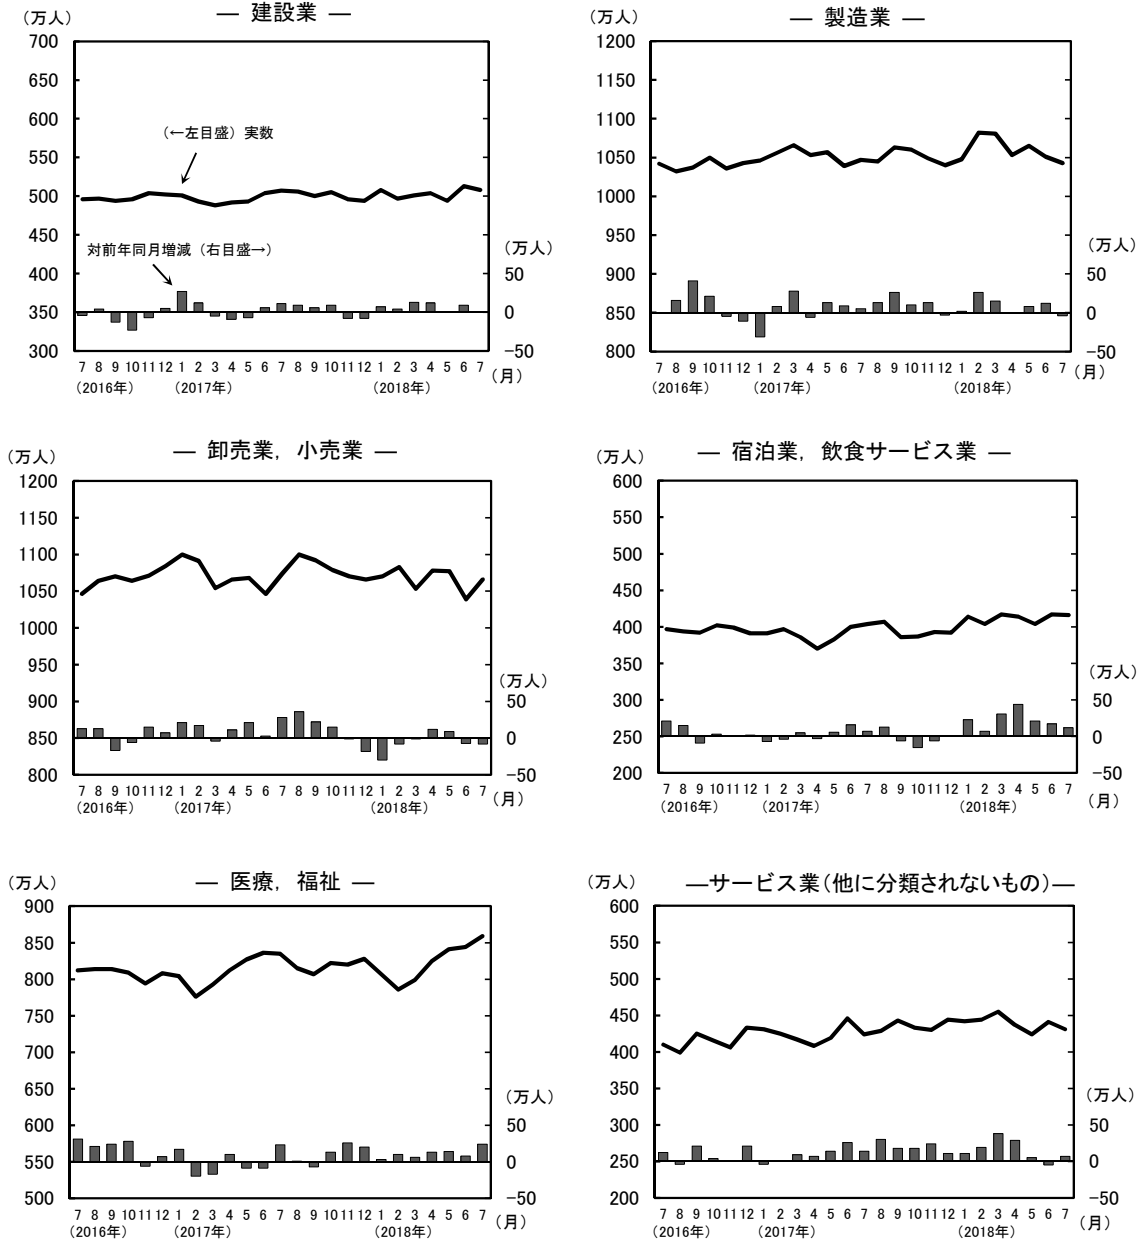 ― 建設業 ―
（万人）
700
650
600
550
500
450
400
350
300
（←左目盛）実数
対前年同月増減（右目盛→）
（万人）
50
0
−50
7 8 9 10 11 12 1 2 3 4 5 6 7 8 9 10 11 12 1 2 3 4 5 6 7
（月）
（2016年） （2017年） （2018年）
― 製造業 ―
（万人）
1200
1150
1100
1050
1000
950
900
850
800
（万人）
50
0
−50
7 8 9 10 11 12 1 2 3 4 5 6 7 8 9 10 11 12 1 2 3 4 5 6 7
（月）
（2016年） （2017年） （2018年）
― 卸売業，小売業 ―
（万人）
1200
1150
1100
1050
1000
950
900
850
800
（万人）
50
0
−50
7 8 9 10 11 12 1 2 3 4 5 6 7 8 9 10 11 12 1 2 3 4 5 6 7
（月）
（2016年） （2017年） （2018年）
― 宿泊業，飲食サービス業 ―
（万人）
600
550
500
450
400
350
300
250
200
（万人）
50
0
−50
7 8 9 10 11 12 1 2 3 4 5 6 7 8 9 10 11 12 1 2 3 4 5 6 7
（月）
（2016年） （2017年） （2018年）
― 医療，福祉 ―
（万人）
900
850
800
750
700
650
600
550
500
（万人）
50
0
−50
7 8 9 10 11 12 1 2 3 4 5 6 7 8 9 10 11 12 1 2 3 4 5 6 7
（月）
（2016年） （2017年） （2018年）
―サービス業（他に分類されないもの）―
（万人）
600
550
500
450
400
350
300
250
200
（万人）
50
0
−50
7 8 9 10 11 12 1 2 3 4 5 6 7 8 9 10 11 12 1 2 3 4 5 6 7
（月）
（2016年） （2017年） （2018年）